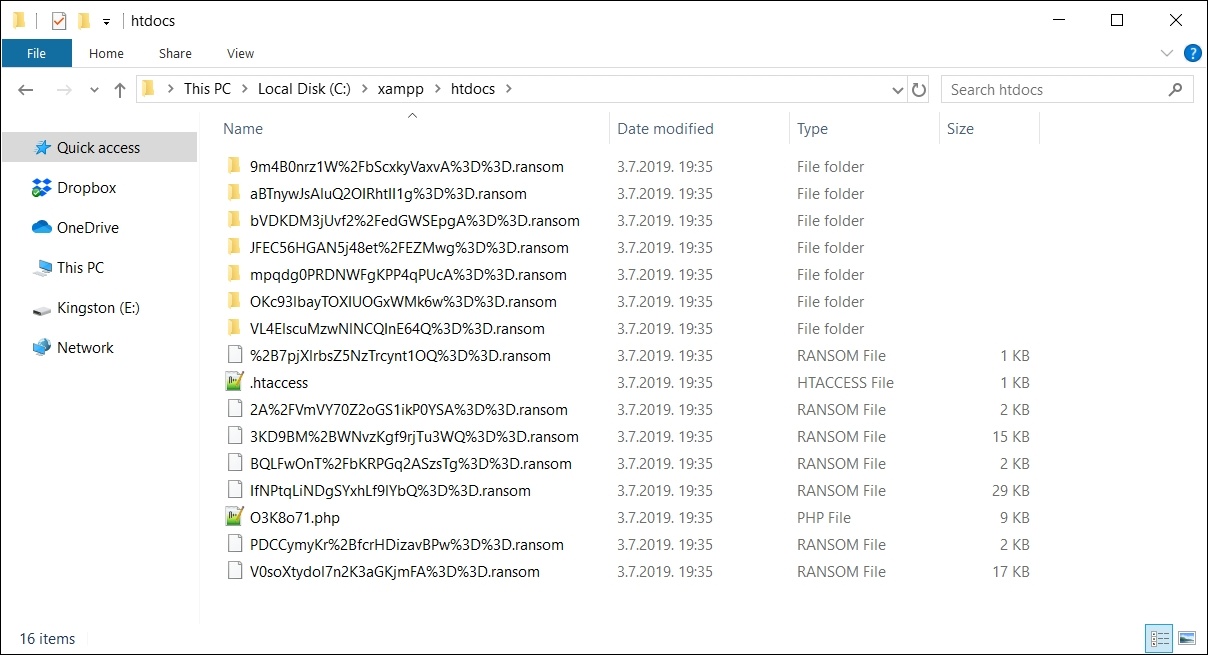 htdocs
File Home Share View
This PC Local Disk (C:) xampp htdocs Search htdocs
Name Date modified Type Size
Quick access
Dropbox
OneDrive
This PC
Kingston (E:)
Network
9m4B0nrz1W%2FbScxkyVaxvA%3D%3D.ransom 3.7.2019. 19:35 File folder
aBTnywJsAluQ2OIRhtII1g%3D%3D.ransom 3.7.2019. 19:35 File folder
bVDKDM3jUvf2%2FedGWSEpgA%3D%3D.ransom 3.7.2019. 19:35 File folder
JFEC56HGAN5j48et%2FEZMwg%3D%3D.ransom 3.7.2019. 19:35 File folder
mpqdg0PRDNWFgKPP4qPUcA%3D%3D.ransom 3.7.2019. 19:35 File folder
OKc93IbayTOXIUOGxWMk6w%3D%3D.ransom 3.7.2019. 19:35 File folder
VL4EIscuMzwNINCQInE64Q%3D%3D.ransom 3.7.2019. 19:35 File folder
%2B7pjXlrbsZ5NzTrcynt1OQ%3D%3D.ransom 3.7.2019. 19:35 RANSOM File 1 KB
.htaccess 3.7.2019. 19:35 HTACCESS File 1 KB
2A%2FVmVY70Z2oGS1ikP0YSA%3D%3D.ransom 3.7.2019. 19:35 RANSOM File 2 KB
3KD9BM%2BWNvzKgf9rjTu3WQ%3D%3D.ransom 3.7.2019. 19:35 RANSOM File 15 KB
BQLFwOnT%2FbKRPGq2ASzsTg%3D%3D.ransom 3.7.2019. 19:35 RANSOM File 2 KB
IfNPtqLiNDgSYxhLf9lYbQ%3D%3D.ransom 3.7.2019. 19:35 RANSOM File 29 KB
O3K8o71.php 3.7.2019. 19:35 PHP File 9 KB
PDCCymyKr%2BfcrHDizavBPw%3D%3D.ransom 3.7.2019. 19:35 RANSOM File 2 KB
V0soXtydoI7n2K3aGKjmFA%3D%3D.ransom 3.7.2019. 19:35 RANSOM File 17 KB
16 items